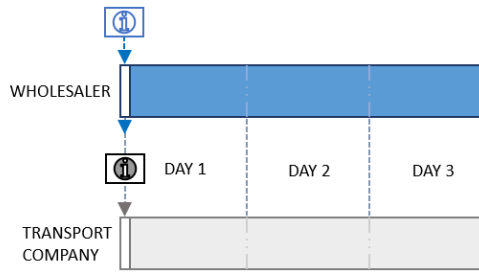 WHOLESALER
DAY 1
DAY 2
DAY 3
TRANSPORT
COMPANY